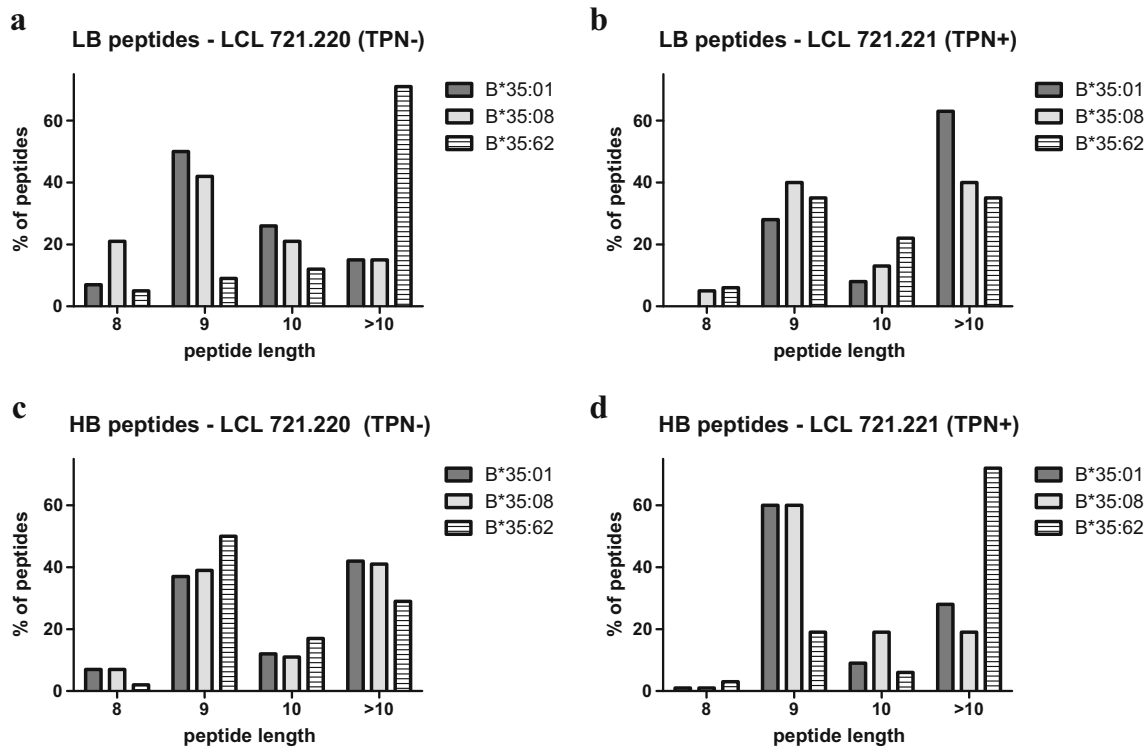 a
LB peptides - LCL 721.220 (TPN-)
% of peptides
60
40
20
0
8 9 10 >10
peptide length
B*35:01
B*35:08
B*35:62
b
LB peptides - LCL 721.221 (TPN+)
% of peptides
60
40
20
0
8 9 10 >10
peptide length
B*35:01
B*35:08
B*35:62
c
HB peptides - LCL 721.220 (TPN-)
% of peptides
60
40
20
0
8 9 10 >10
peptide length
B*35:01
B*35:08
B*35:62
d
HB peptides - LCL 721.221 (TPN+)
% of peptides
60
40
20
0
8 9 10 >10
peptide length
B*35:01
B*35:08
B*35:62